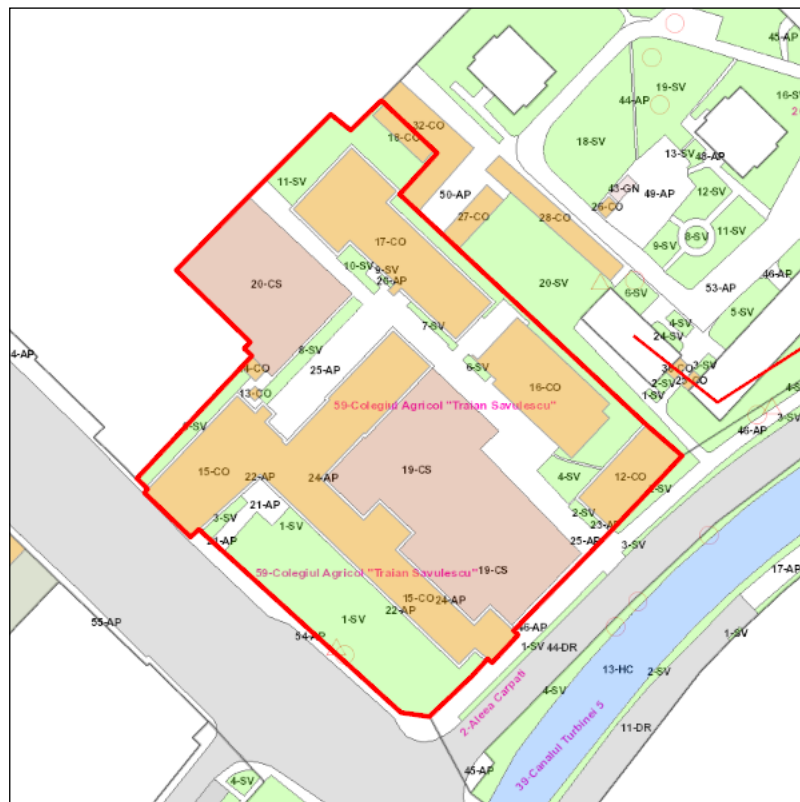 45-AP
19-SV
44-AP
16-SV
2
32-CO
18-CO
18-SV
13-SV
48-AP
11-SV
43-GN
49-AP
12-SV
50-AP
26-CO
27-CO
28-CO
11-SV
8-SV
17-CO
9-SV
10-SV
9-SV
26-AP
20-CS
20-SV
46-AP
53-AP
6-SV
5-SV
7-SV
4-SV
24-SV
8-SV
4-AP
25-AP
6-SV
3-SV
2-SV
16-CO
1-SV
4-S
13-CO
59-Colegiul Agricol "Traian Savulescu"
3-SV
46-AP
15-CO
22-AP
24-AP
19-CS
4-SV
12-CO
21-AP
2-SV
3-SV
1-SV
23-AP
25-AP
3-SV
59-Colegiul Agricol "Traian Savulescu"
19-CS
17-AP
15-CO
24-AP
22-AP
1-SV
55-AP
54-AP
46-AP
1-SV
1-SV
44-DR
13-HC
2-SV
4-SV
2-Aleea Carpati
11-DR
39-Canalul Turbinei 5
45-AP
4-SV